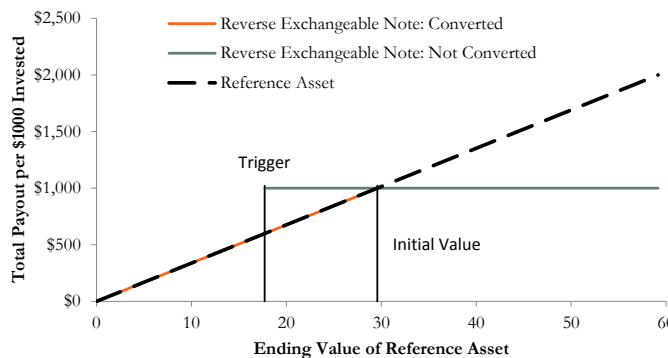 Reverse Exchangeable Note: Converted
Reverse Exchangeable Note: Not Converted
Reference Asset
Total Payout per $1000 Invested
$2,500
$2,000
$1,500
$1,000
$500
$0
Trigger
Initial Value
0 10 20 30 40 50 60
Ending Value of Reference Asset